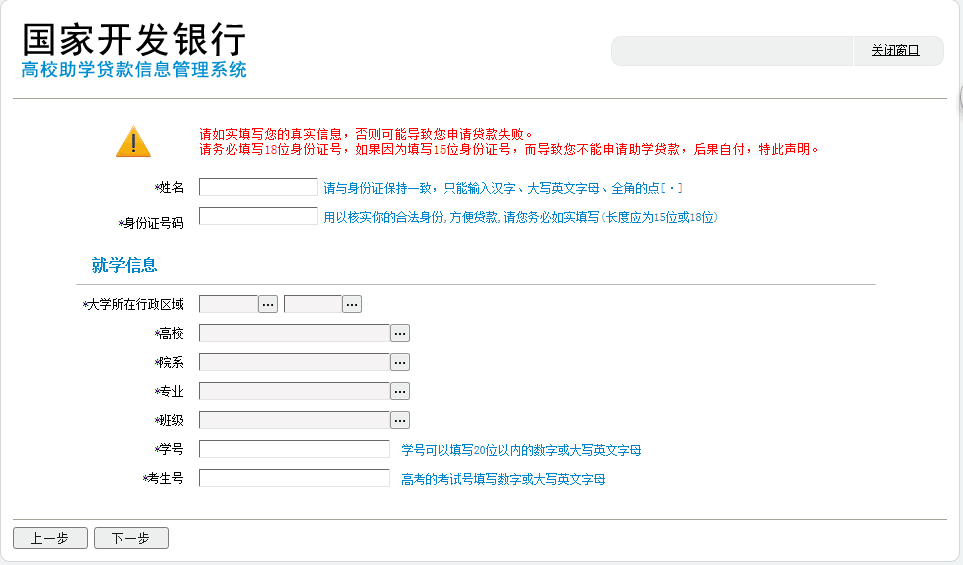 国家开发银行
高校助学贷款信息管理系统
关闭窗口
请如实填写您的真实信息，否则可能导致您申请贷款失败。
请务必填写18位身份证号，如果因为填写15位身份证号，而导致您不能申请助学贷款，后果自付，特此声明。
*姓名 请与身份证保持一致，只能输入汉字、大写英文字母、全角的点[·]
*身份证号码 用以核实你的合法身份,方便贷款,请您务必如实填写(长度应为15位或18位)
就学信息
*大学所在行政区域 ... ...
*高校 ...
*院系 ...
*专业 ...
*班级 ...
*学号 学号可以填写20位以内的数字或大写英文字母
*考生号 高考的考试号填写数字或大写英文字母
上一步 下一步